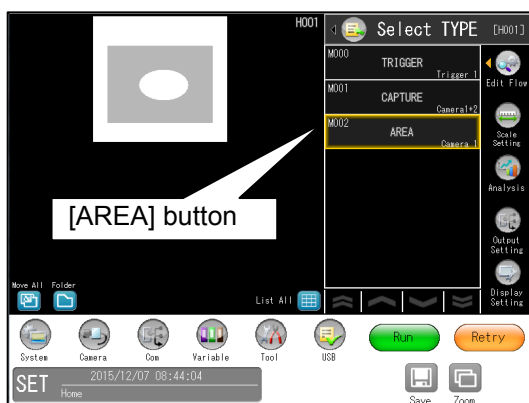 H001
Select TYPE
[H001]
M000
TRIGGER
Trigger 1
M001
CAPTURE
Camera1+2
M002
AREA
Camera 1
Edit Flow
Scale
Setting
Analysis
Output
Setting
Display
Setting
[AREA] button
Move All
Folder
List All
System
Camera
Com
Variable
Tool
USB
Run
Retry
SET
2015/12/07 08:44:04
Home
Save
Zoom